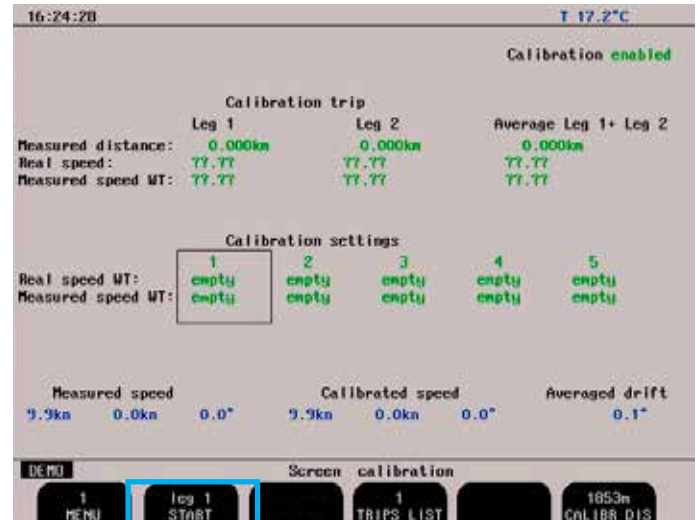 16:24:28 T 17.2°C
Calibration enabled
Calibration trip
Leg 1 Leg 2 Average Leg 1+ Leg 2
Measured distance: 0.000km 0.000km 0.000km
Real speed: ??.?? ??.?? ??.??
Measured speed WT: ??.?? ??.?? ??.??
Calibration settings
1 2 3 4 5
Real speed WT: empty empty empty empty empty
Measured speed WT: empty empty empty empty empty
Measured speed Calibrated speed Averaged drift
9.9kn 0.0kn 0.0° 9.9kn 0.0kn 0.0° 0.1°
DEMO Screen calibration
1 leg 1 1 1853m
MENU START TRIPS LIST CALIBR DIS